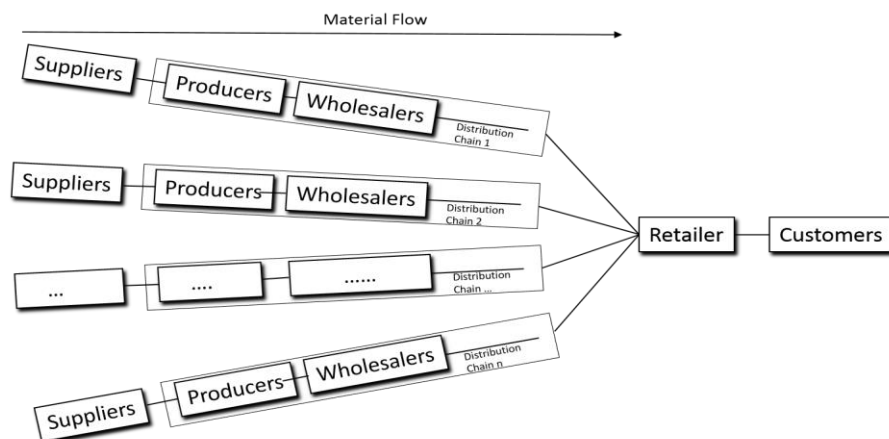 Material Flow
Suppliers
Producers
Wholesalers
Distribution
Chain 1
Suppliers
Producers
Wholesalers
Distribution
Chain 2
Retailer
Customers
...
....
......
Distribution
Chain ...
Suppliers
Producers
Wholesalers
Distribution
Chain n